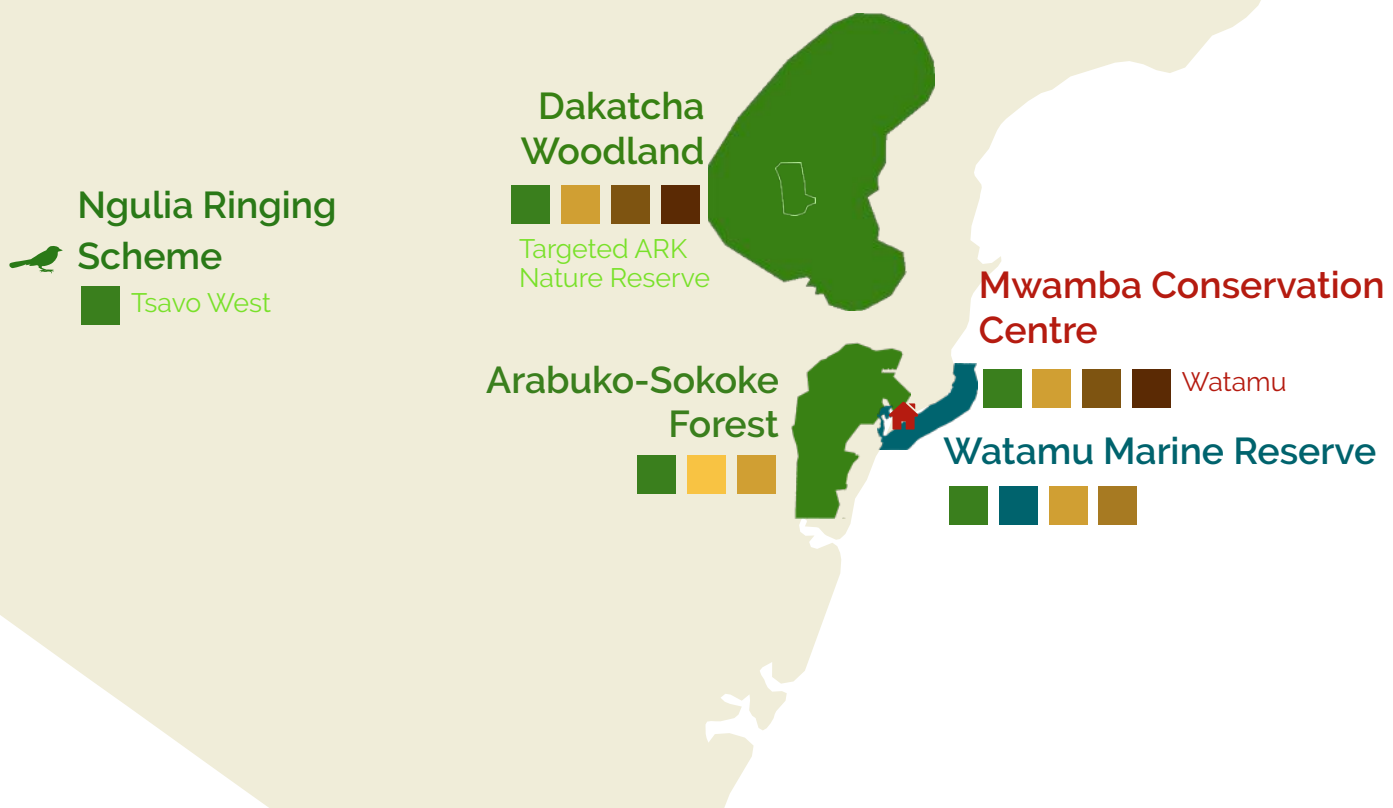 Dakatcha
Woodland
Targeted ARK
Nature Reserve
Ngulia Ringing
Scheme
Tsavo West
Mwamba Conservation
Centre
Watamu
Arabuko-Sokoke
Forest
Watamu Marine Reserve